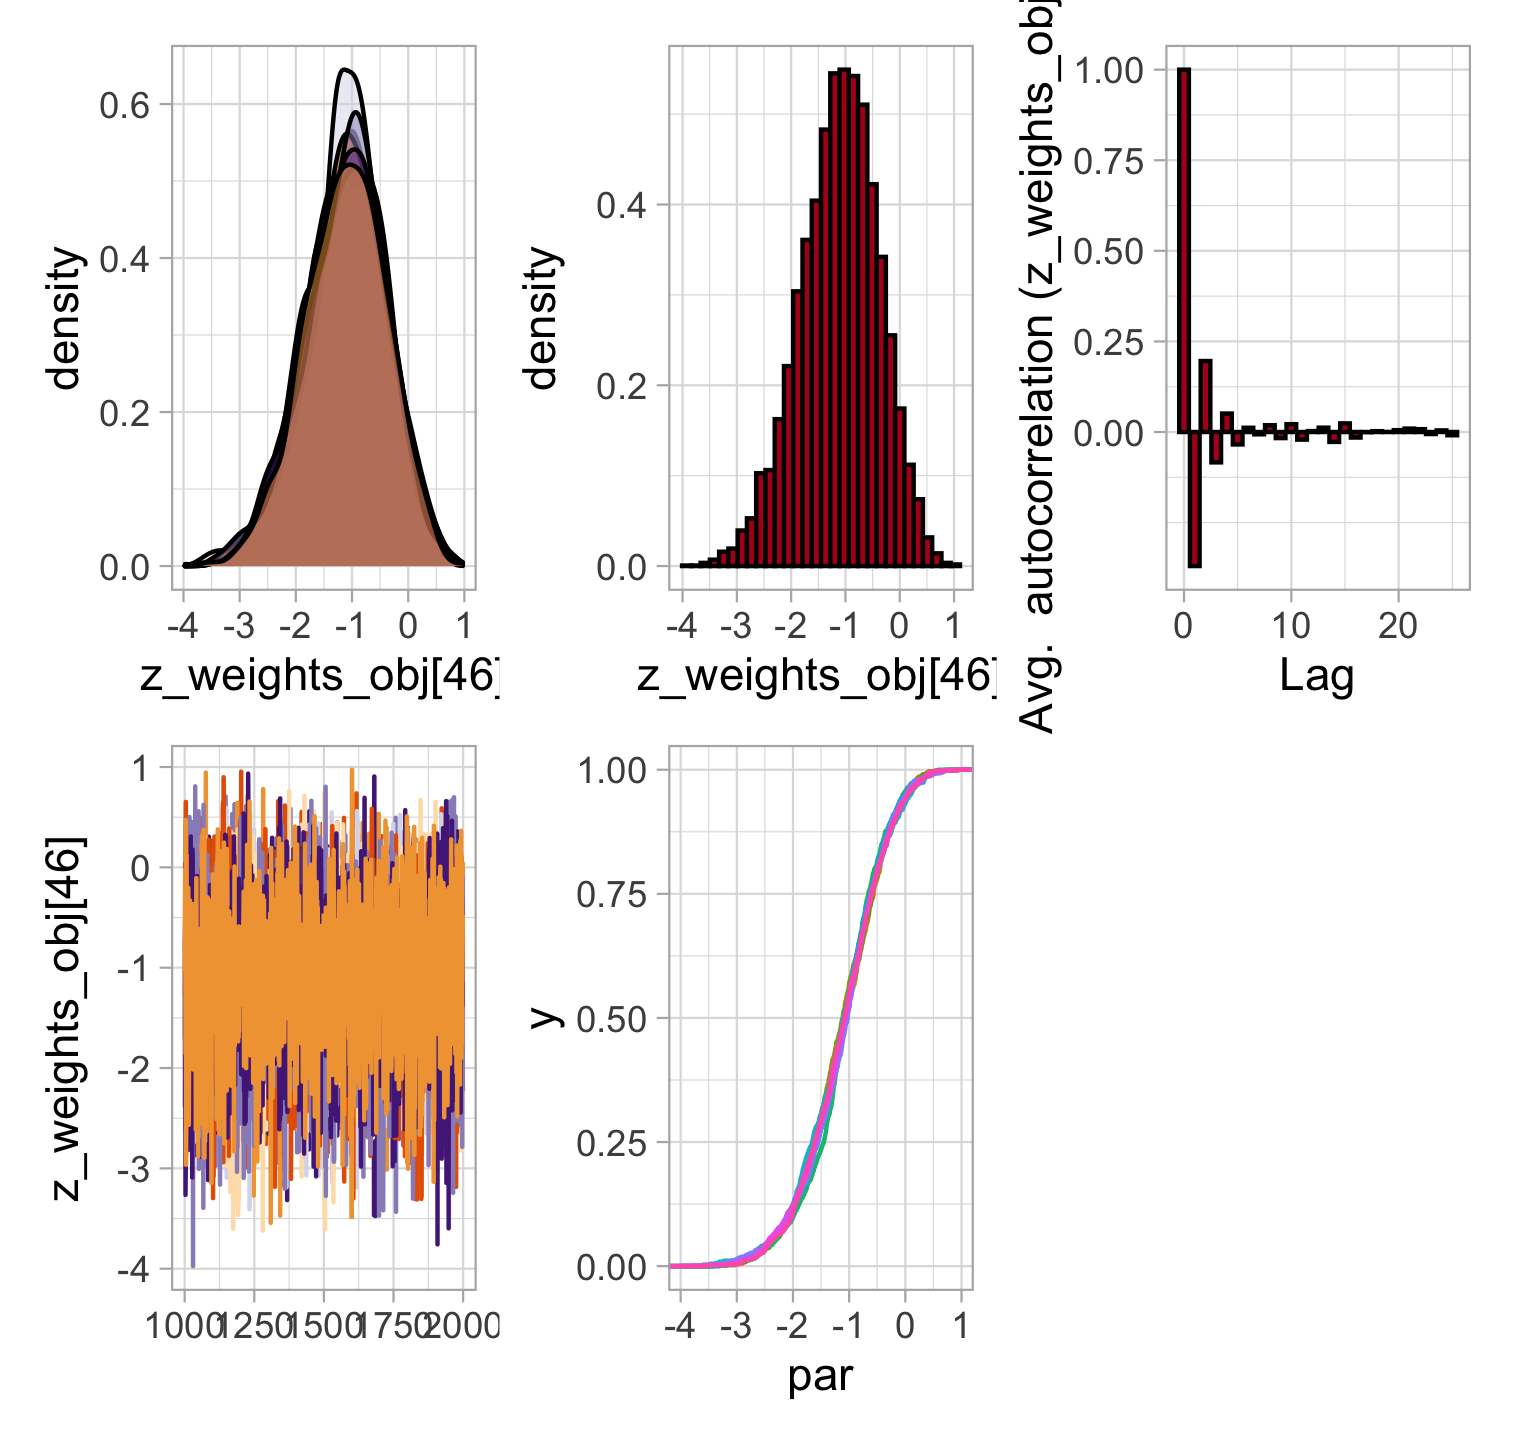 density
0.6
0.4
0.2
0.0
-4 -3 -2 -1 0 1
z_weights_obj[46]
density
0.4
0.2
0.0
-4 -3 -2 -1 0 1
z_weights_obj[46]
Avg. autocorrelation (z_weights_obj
1.00
0.75
0.50
0.25
0.00
0 10 20
Lag
z_weights_obj[46]
1
0
-1
-2
-3
-4
1000 1250 1500 1750 2000
y
1.00
0.75
0.50
0.25
0.00
-4 -3 -2 -1 0 1
par